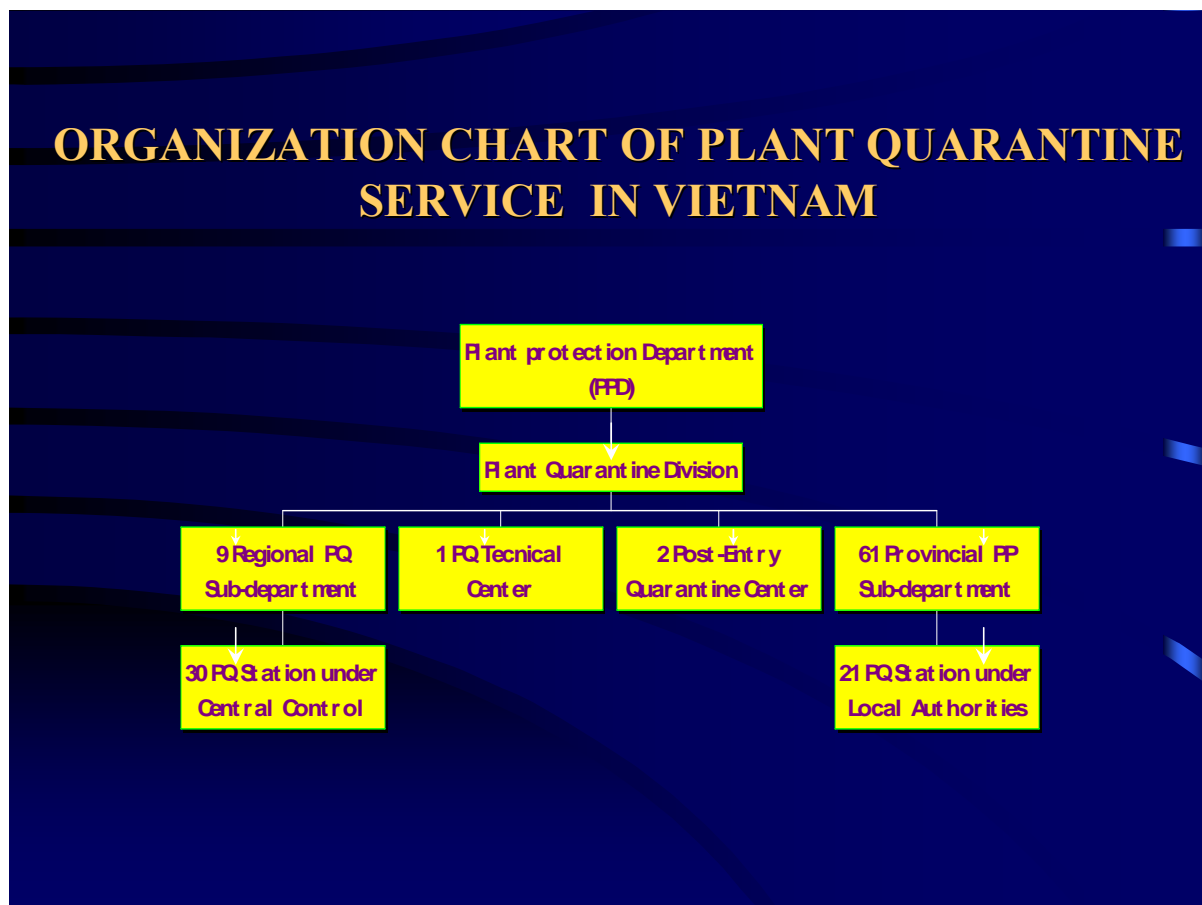 ORGANIZATION CHART OF PLANT QUARANTINE
SERVICE IN VIETNAM
Plant protection Department
(PPD)
Plant Quarantine Division
9 Regional PQ
Sub-department
1 PQ Tecnical
Center
2 Post-Entry
Quarantine Center
61 Provincial PP
Sub-department
30 PQ Station under
Central Control
21 PQ Station under
Local Authorities